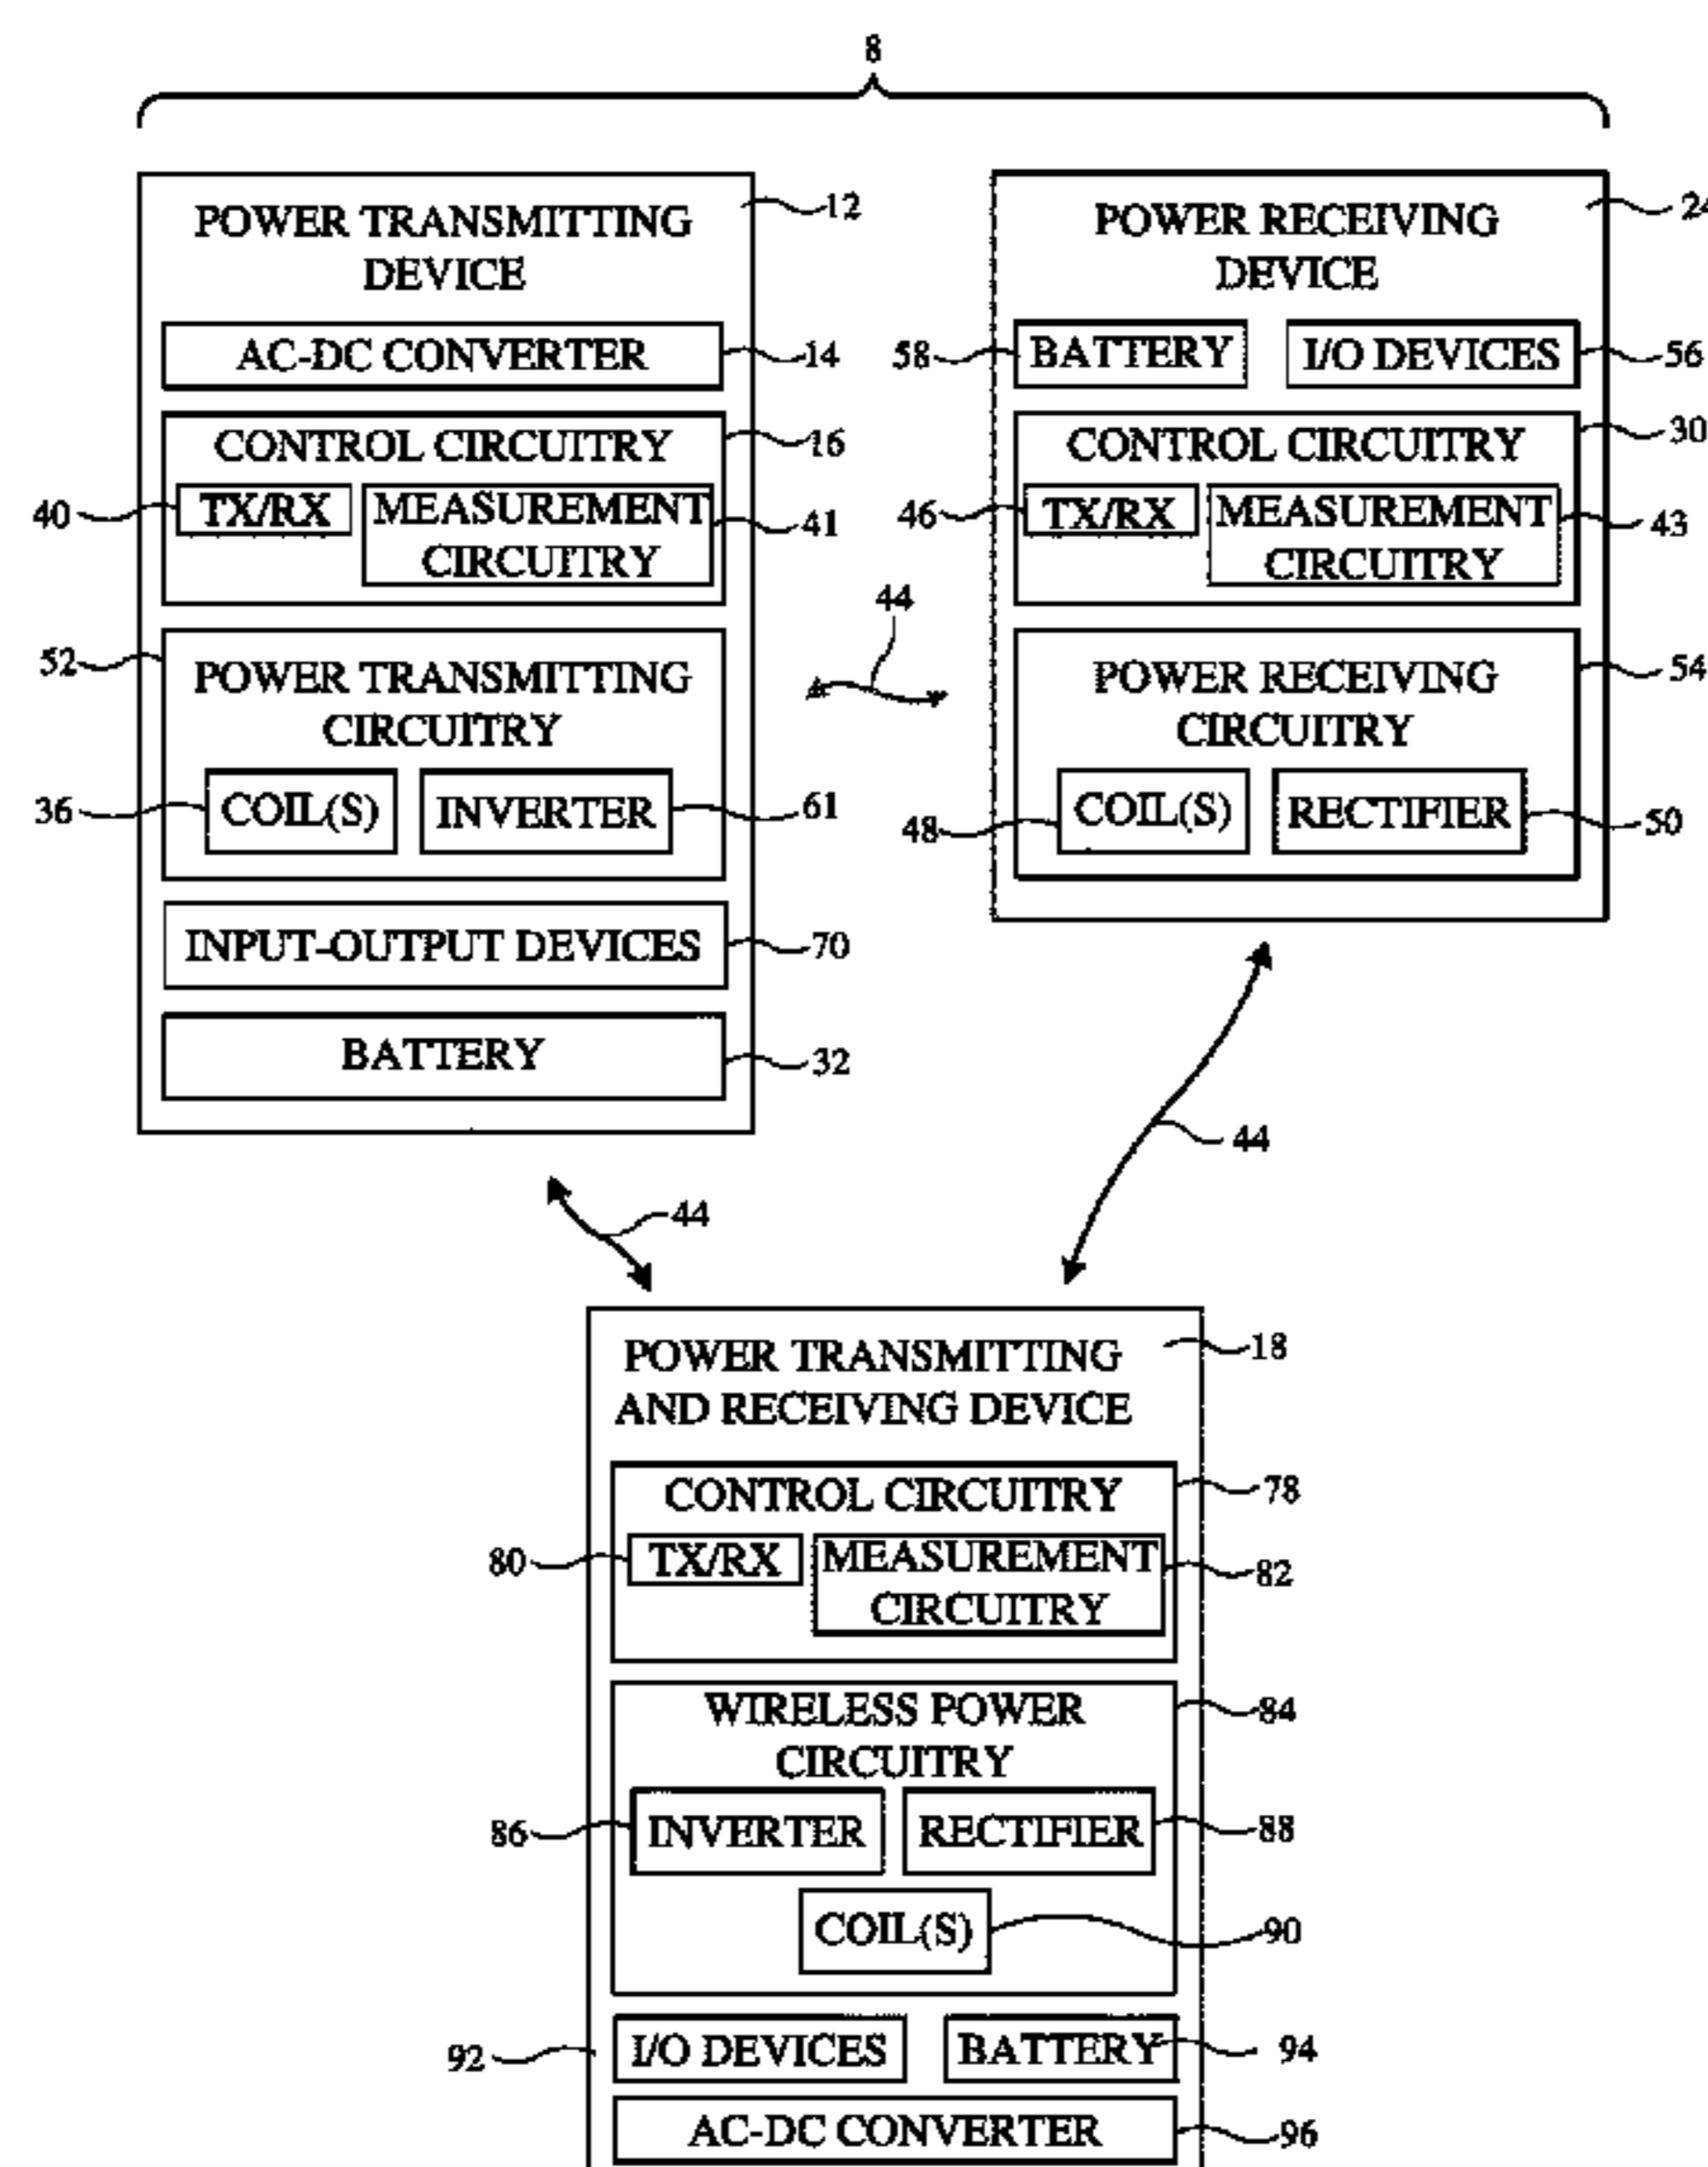 8
POWER TRANSMITTING
DEVICE
12
AC-DC CONVERTER
14
CONTROL CIRCUITRY
16
40
TX/RX
MEASUREMENT
CIRCUITRY
41
52
POWER TRANSMITTING
CIRCUITRY
36
COIL(S)
INVERTER
61
INPUT-OUTPUT DEVICES
70
BATTERY
32
44
POWER RECEIVING
DEVICE
24
58
BATTERY
I/O DEVICES
56
CONTROL CIRCUITRY
30
46
TX/RX
MEASUREMENT
CIRCUITRY
43
POWER RECEIVING
CIRCUITRY
54
48
COIL(S)
RECTIFIER
50
44
44
POWER TRANSMITTING
AND RECEIVING DEVICE
18
CONTROL CIRCUITRY
78
80
TX/RX
MEASUREMENT
CIRCUITRY
82
WIRELESS POWER
CIRCUITRY
84
86
INVERTER
RECTIFIER
88
COIL(S)
90
92
I/O DEVICES
BATTERY
94
AC-DC CONVERTER
96